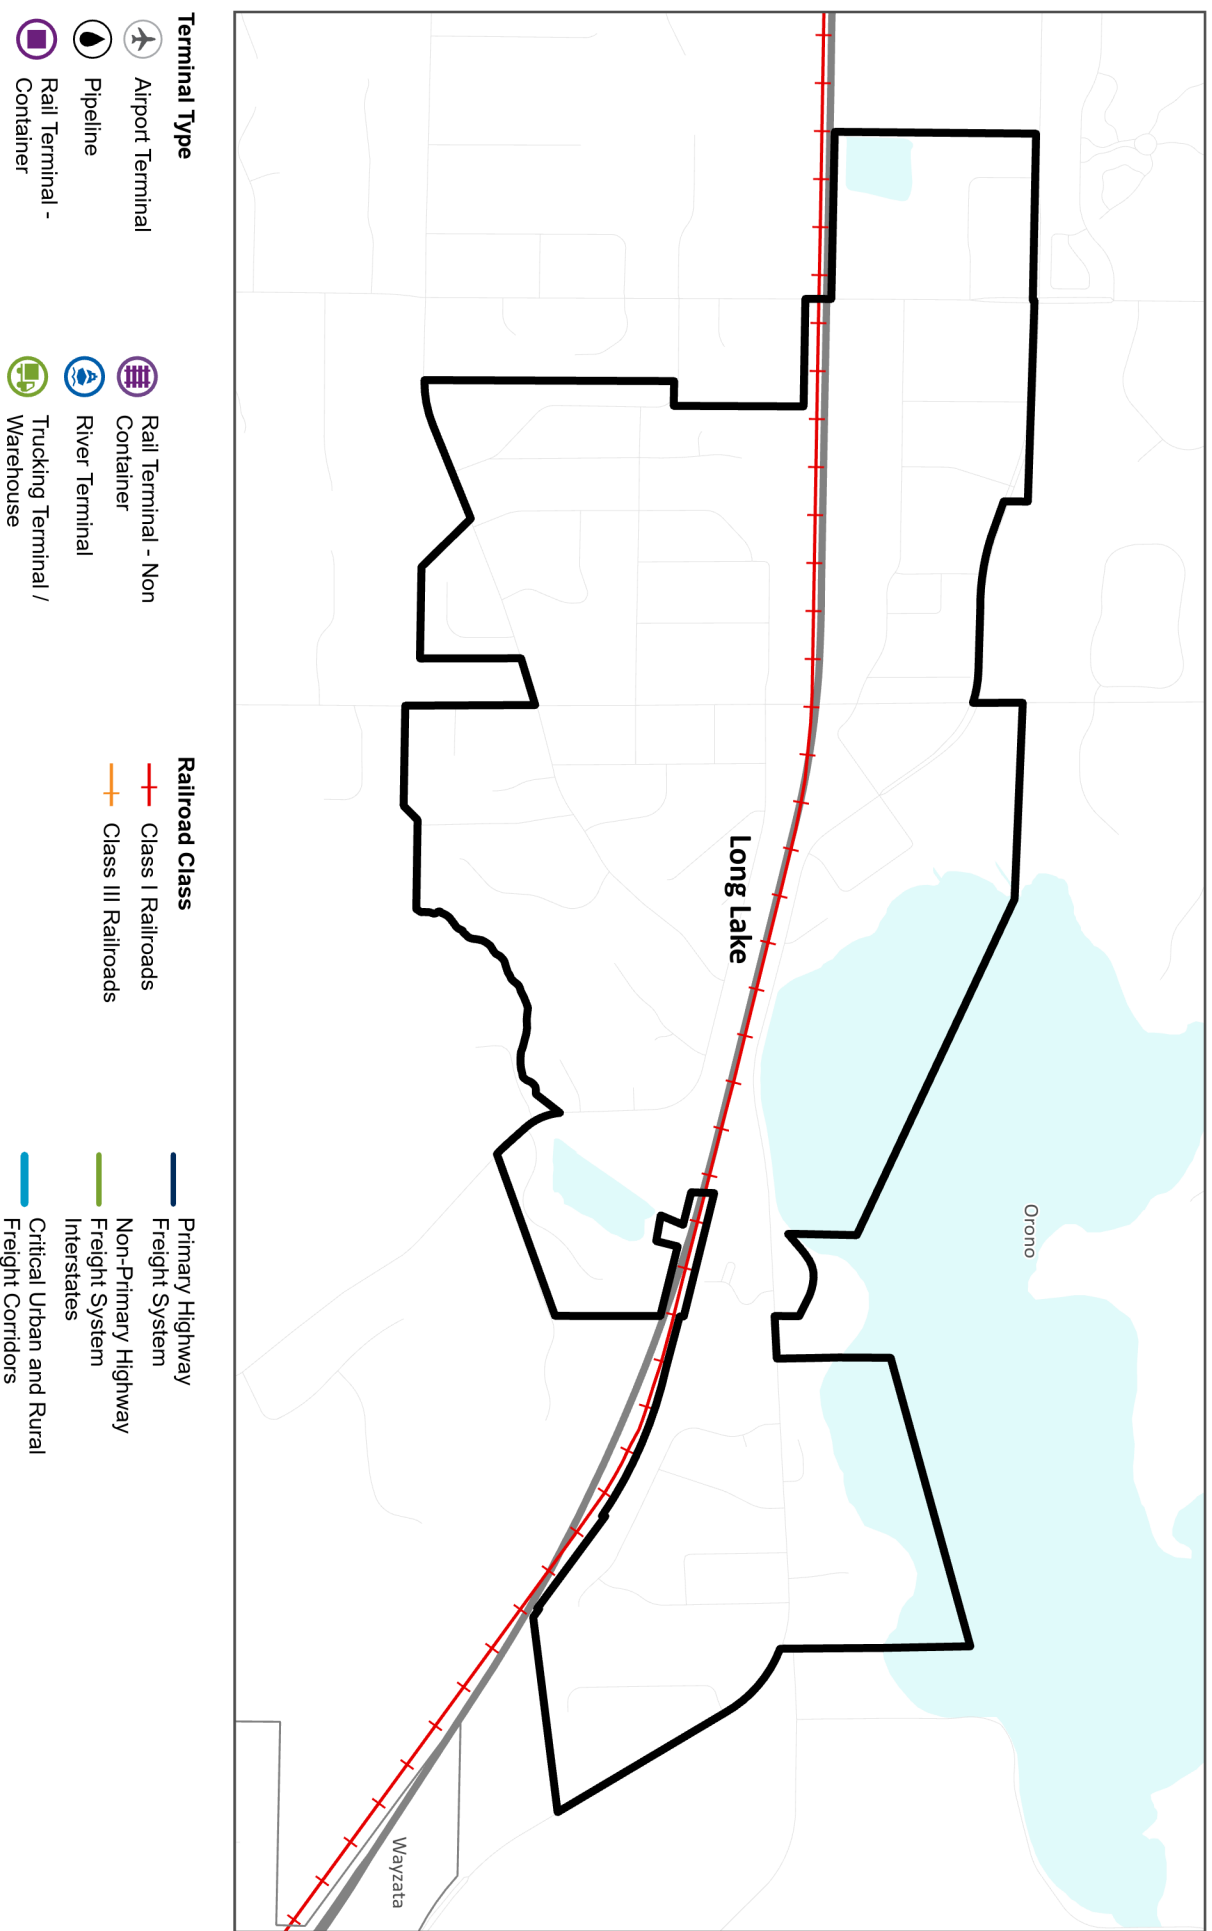 Long Lake
Orono
Wayzata
Terminal Type
Airport Terminal
Pipeline
Rail Terminal -
Container
Rail Terminal - Non
Container
River Terminal
Trucking Terminal /
Warehouse
Railroad Class
Class I Railroads
Class III Railroads
Primary Highway
Freight System
Non-Primary Highway
Freight System
Interstates
Critical Urban and Rural
Freight Corridors